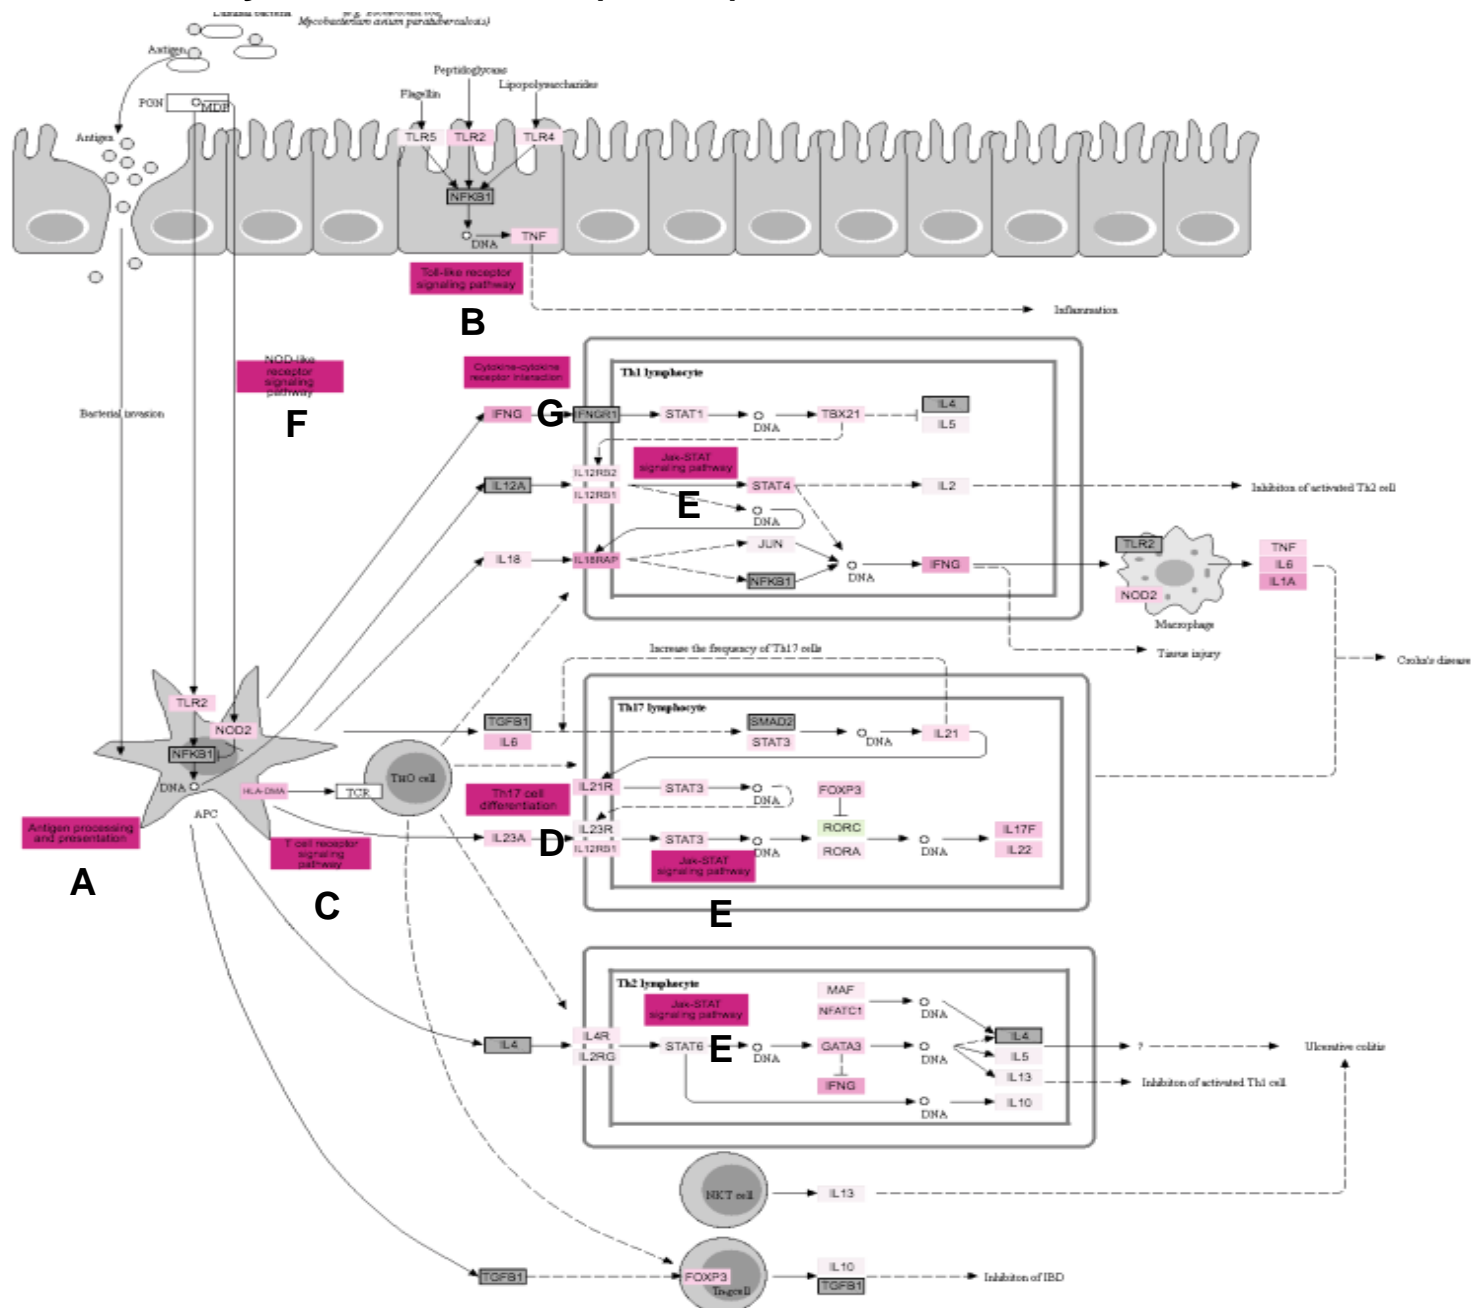 Mycobacterium avium paratuberculosis)
Antigen
Peptidoglycans
Lipopolysaccharides
Flagellin
PGN
MDP
Antigen
TLR5
TLR2
TLR4
NFKB1
DNA
TNF
Toll-like receptor
signaling pathway
B
Inflammation
NOD-like
receptor
signaling
pathway
F
Bacterial invasion
Cytokine-cytokine
receptor interaction
Th1 lymphocyte
IFNG
G
IFNGR1
STAT1
DNA
TBX21
IL4
IL5
IL12RB2
IL12RB1
Jak-STAT
signaling pathway
E
IL12A
STAT4
IL2
Inhibiton of activated Th2 cell
DNA
IL18
IL18RAP
JUN
NFKB1
DNA
IFNG
TLR2
NOD2
Macrophage
TNF
IL6
IL1A
Tissue injury
Crohn's disease
Increase the frequency of Th17 cells
Th17 lymphocyte
TLR2
NOD2
NFKB1
DNA
HLA-DMA
APC
TCR
Th0 cell
TGFB1
IL6
SMAD2
STAT3
DNA
IL21
Th17 cell
differentiation
D
IL21R
STAT3
DNA
FOXP3
IL23A
IL23R
IL12RB1
STAT3
DNA
RORC
RORA
DNA
IL17F
IL22
Jak-STAT
signaling pathway
E
Antigen processing
and presentation
A
T cell receptor
signaling
pathway
C
Th2 lymphocyte
Jak-STAT
signaling pathway
E
MAF
NFATC1
DNA
IL4
IL4R
IL2RG
STAT6
DNA
GATA3
DNA
IFNG
IL4
IL5
IL13
IL10
DNA
?
Ulcerative colitis
Inhibiton of activated Th1 cell
NKT cell
IL13
TGFB1
FOXP3
Treg cell
IL10
TGFB1
Inhibiton of IBD